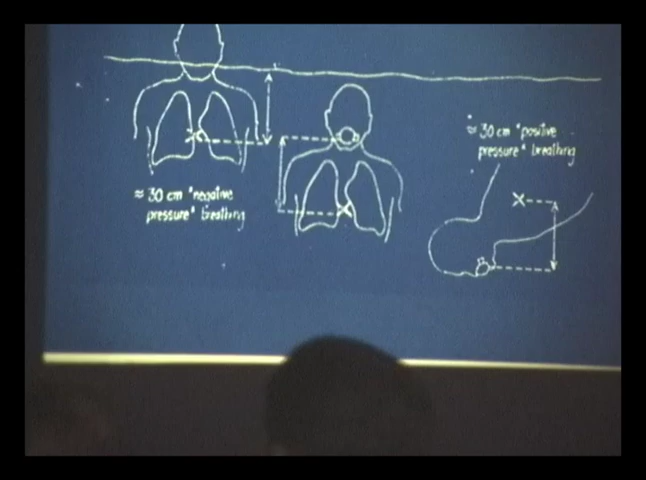 ≈ 30 cm "negative
pressure" breathing
≈ 30 cm "positive
pressure" breathing